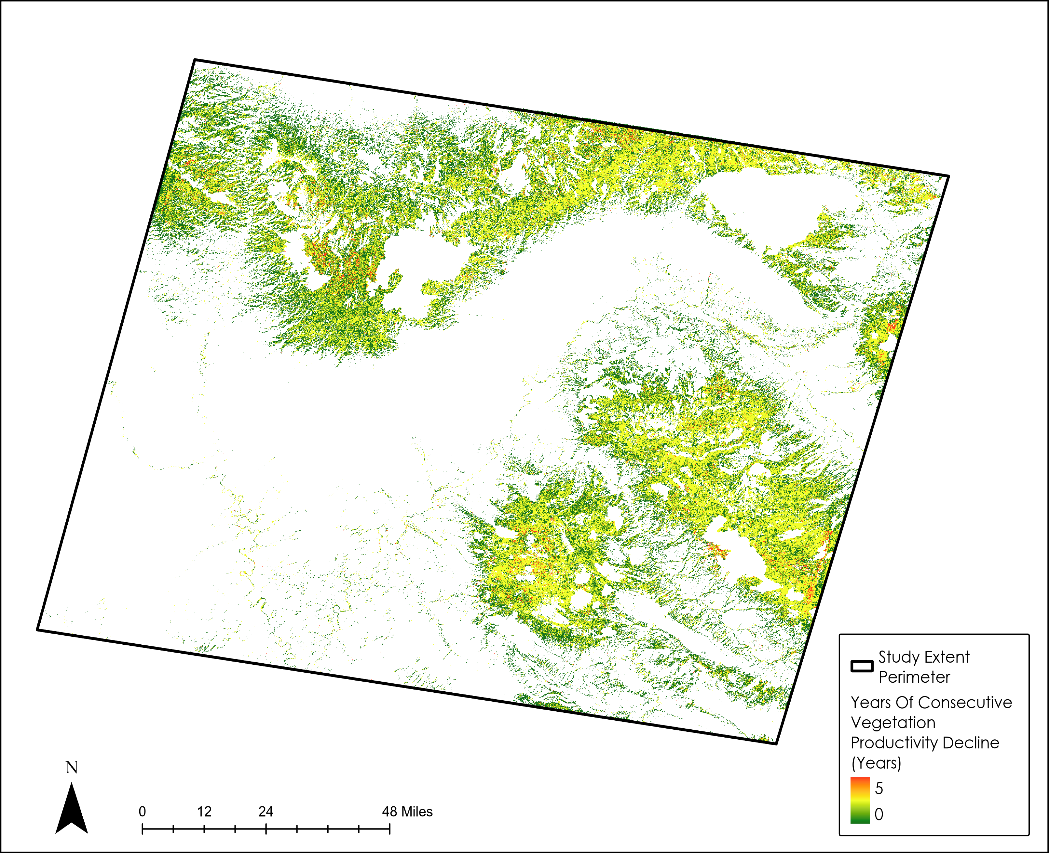 Study Extent
Perimeter
Years Of Consecutive
Vegetation
Productivity Decline
(Years)
5
0
N
0 12 24 48 Miles